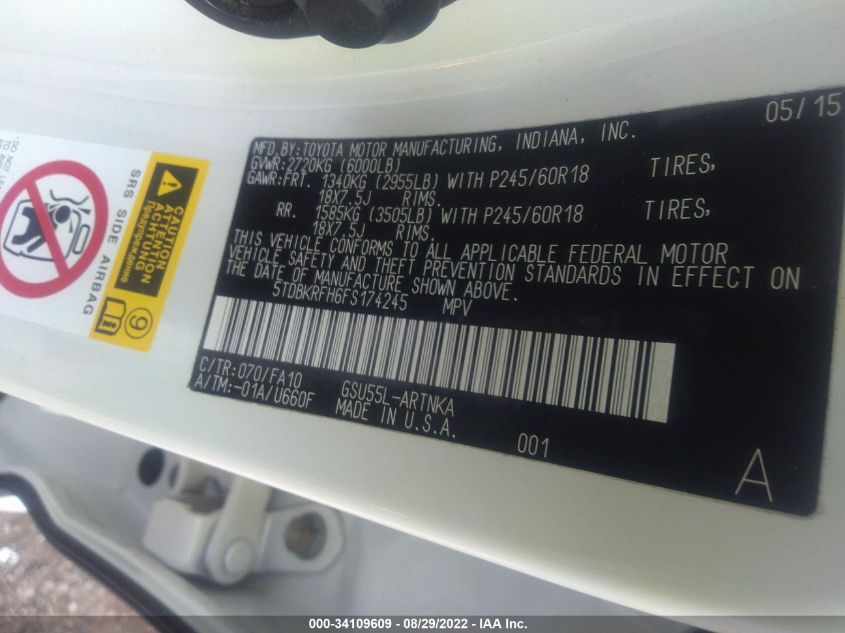 05/15
MFD.BY:TOYOTA MOTOR MANUFACTURING, INDIANA, INC.
GVWR:2720KG (6000LB)
GAWR:FRT. 1340KG (2955LB) WITH P245/60R18 TIRES,
18X7.5J RIMS.
RR. 1585KG (3505LB) WITH P245/60R18 TIRES,
18X7.5J RIMS.
THIS VEHICLE CONFORMS TO ALL APPLICABLE FEDERAL MOTOR
VEHICLE SAFETY AND THEFT PREVENTION STANDARDS IN EFFECT ON
THE DATE OF MANUFACTURE SHOWN ABOVE.
5TDBKRFH6FS174245 MPV
C/TR:070/FA10 GSU55L-ARTNKA
A/TM:-01A/U660F MADE IN U.S.A.
001
A
CAUTION
ATTENTION
ACHTUNG
Предупреждение
SRS SIDE AIRBAG
9
000-34109609 - 08/29/2022 - IAA Inc.